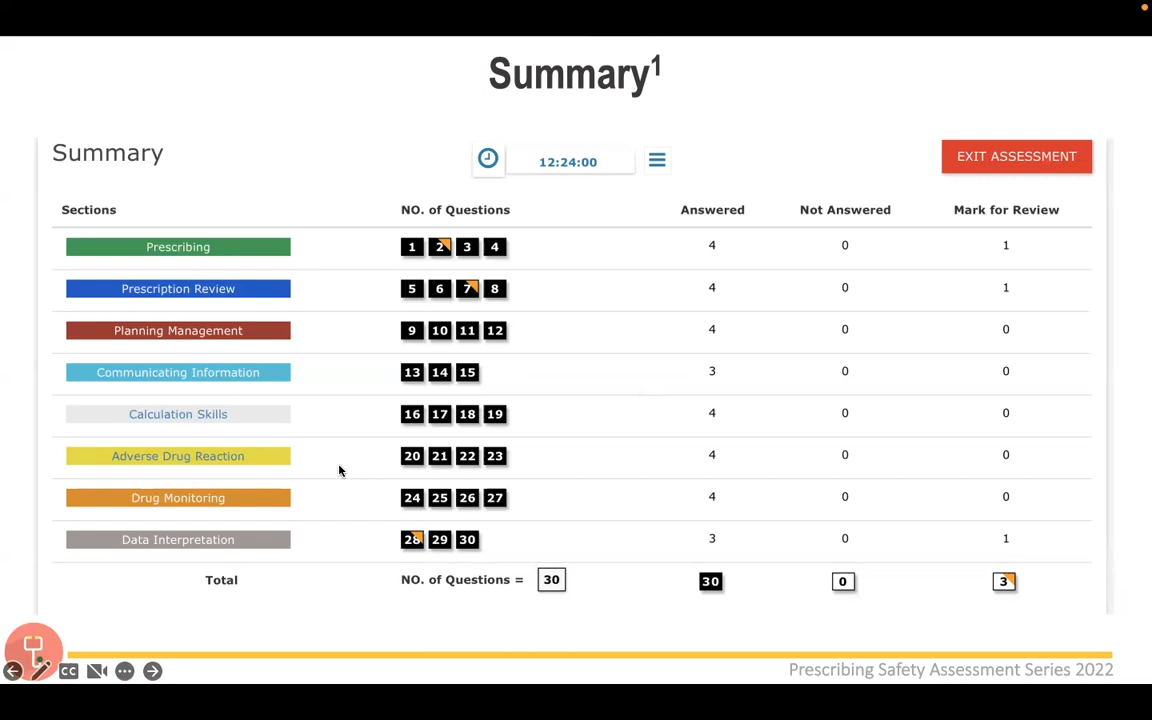 Summary1
Summary
12:24:00
EXIT ASSESSMENT
Sections NO. of Questions Answered Not Answered Mark for Review
Prescribing 1 2 3 4 4 0 1
Prescription Review 5 6 7 8 4 0 1
Planning Management 9 10 11 12 4 0 0
Communicating Information 13 14 15 3 0 0
Calculation Skills 16 17 18 19 4 0 0
Adverse Drug Reaction 20 21 22 23 4 0 0
Drug Monitoring 24 25 26 27 4 0 0
Data Interpretation 28 29 30 3 0 1
Total NO. of Questions = 30 30 0 3
CC
Prescribing Safety Assessment Series 2022